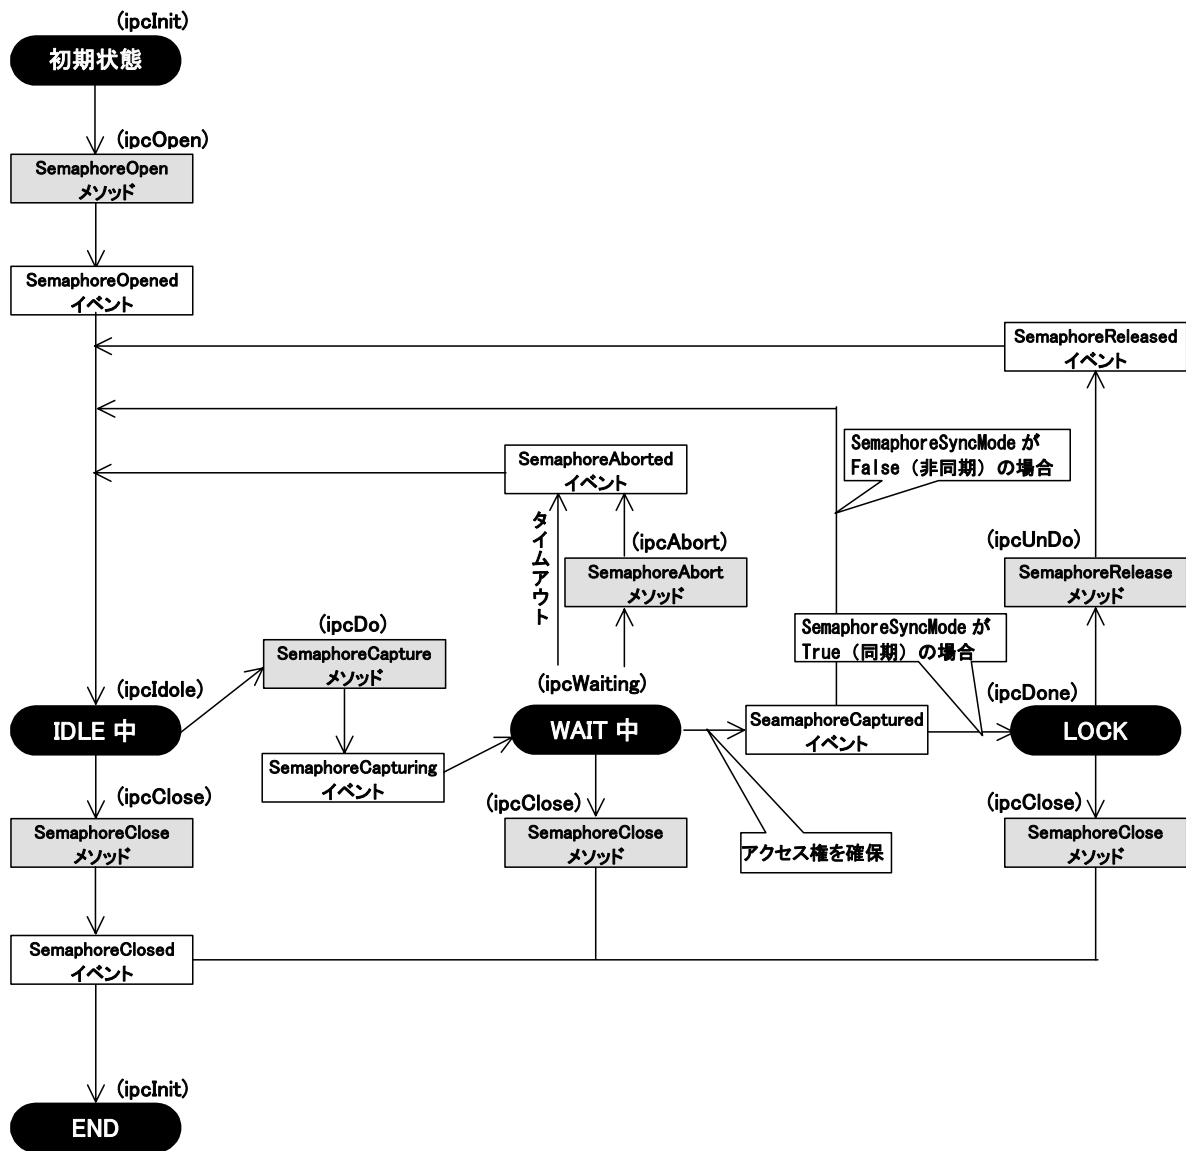 (ipcInit)
初期状態
(ipcOpen)
SemaphoreOpen
メソッド
SemaphoreOpened
イベント
SemaphoreReleased
イベント
SemaphoreSyncMode が
False（非同期）の場合
SemaphoreAborted
イベント
タイムアウト
(ipcAbort)
SemaphoreAbort
メソッド
(ipcUnDo)
SemaphoreRelease
メソッド
(ipcDo)
SemaphoreCapture
メソッド
SemaphoreSyncMode が
True（同期）の場合
(ipcIdole)
IDLE 中
(ipcWaiting)
WAIT 中
SeamaphoreCaptured
イベント
(ipcDone)
LOCK
SemaphoreCapturing
イベント
(ipcClose)
SemaphoreClose
メソッド
(ipcClose)
SemaphoreClose
メソッド
アクセス権を確保
(ipcClose)
SemaphoreClose
メソッド
SemaphoreClosed
イベント
(ipcInit)
END